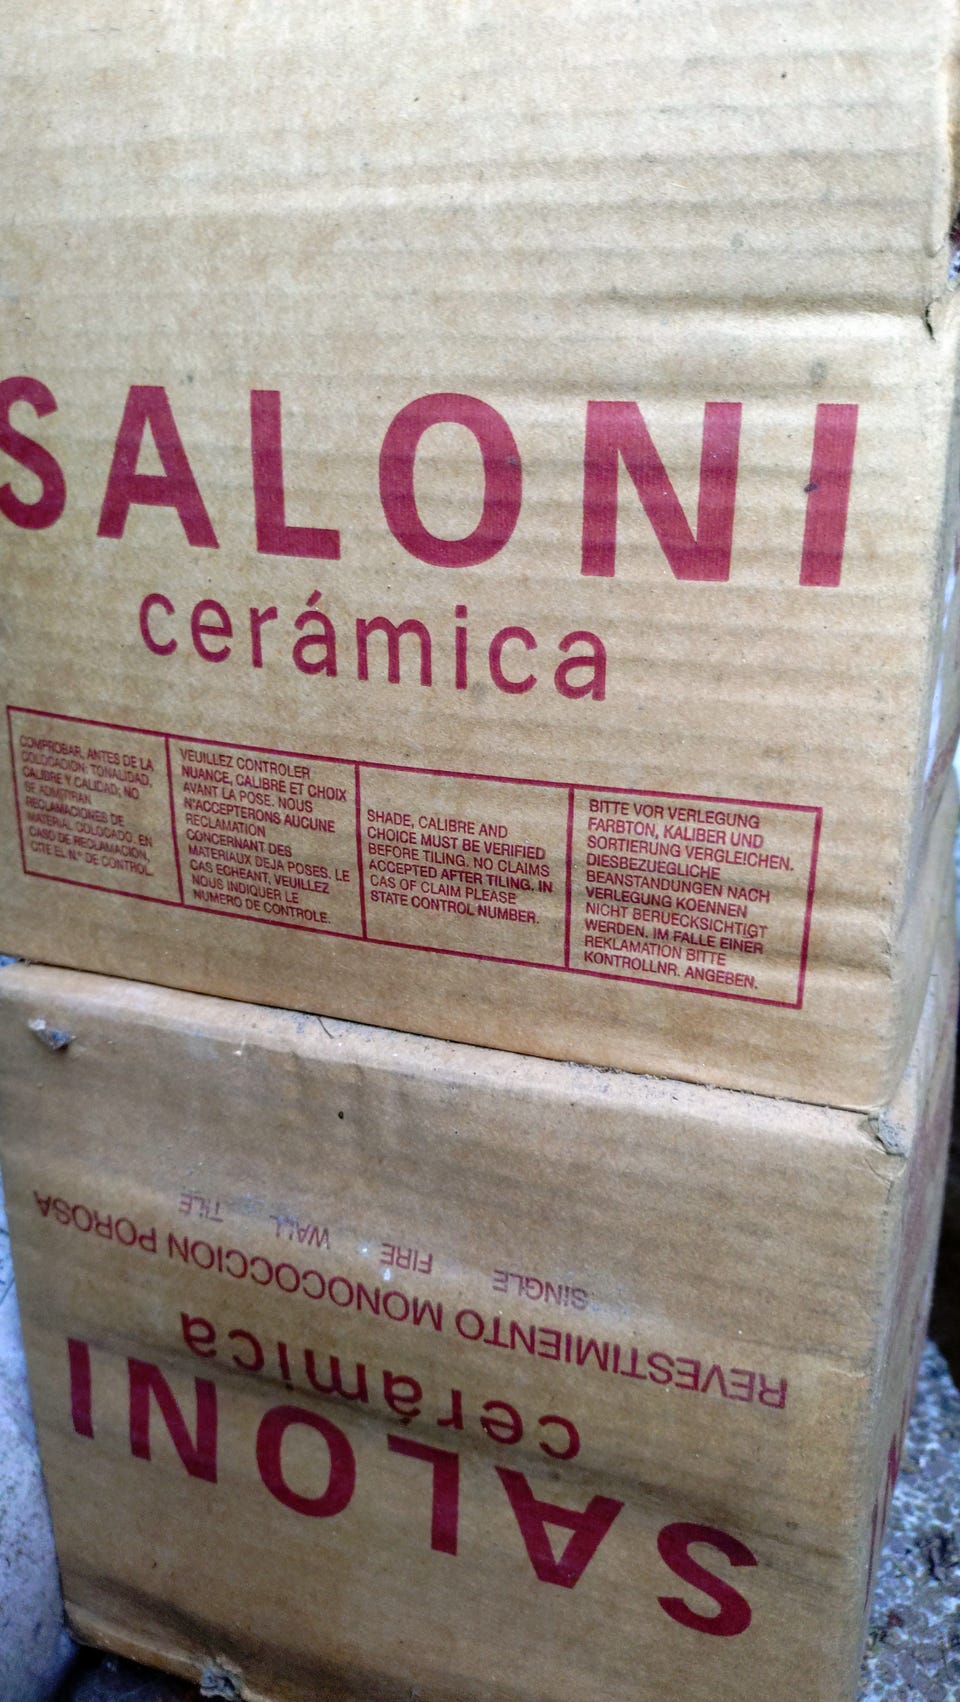 SALONI
cerámica
COMPROBAR, ANTES DE LA
COLOCACION: TONALIDAD,
CALIBRE Y CALIDAD; NO
SE ADMITIRAN
RECLAMACIONES DE
MATERIAL COLOCADO. EN
CASO DE RECLAMACION,
CITE EL N.º DE CONTROL.
VEUILLEZ CONTROLER
NUANCE, CALIBRE ET CHOIX
AVANT LA POSE. NOUS
N'ACCEPTERONS AUCUNE
RECLAMATION
CONCERNANT DES
MATERIAUX DEJA POSES. LE
CAS ECHEANT, VEUILLEZ
NOUS INDIQUER LE
NUMERO DE CONTROLE.
SHADE, CALIBRE AND
CHOICE MUST BE VERIFIED
BEFORE TILING. NO CLAIMS
ACCEPTED AFTER TILING. IN
CAS OF CLAIM PLEASE
STATE CONTROL NUMBER.
BITTE VOR VERLEGUNG
FARBTON, KALIBER UND
SORTIERUNG VERGLEICHEN.
DIESBEZUEGLICHE
BEANSTANDUNGEN NACH
VERLEGUNG KOENNEN
NICHT BERUECKSICHTIGT
WERDEN. IM FALLE EINER
REKLAMATION BITTE
KONTROLLNR. ANGEBEN.
SALONI
cerámica
REVESTIMIENTO MONOCOCCION POROSA
SINGLE FIRE WALL TILE